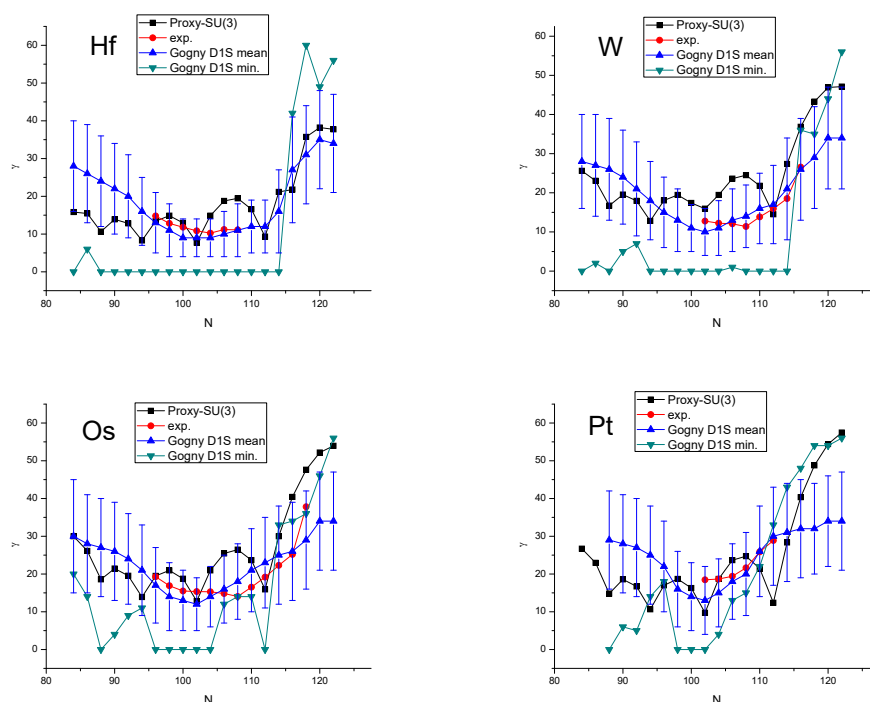 Hf
Proxy-SU(3)
exp.
Gogny D1S mean
Gogny D1S min.
60
50
40
30
20
10
0
γ
80 90 100 110 120
N
W
Proxy-SU(3)
exp.
Gogny D1S mean
Gogny D1S min.
60
50
40
30
20
10
0
γ
80 90 100 110 120
N
Os
Proxy-SU(3)
exp.
Gogny D1S mean
Gogny D1S min.
60
50
40
30
20
10
0
γ
80 90 100 110 120
N
Pt
Proxy-SU(3)
exp.
Gogny D1S mean
Gogny D1S min.
60
50
40
30
20
10
0
γ
80 90 100 110 120
N